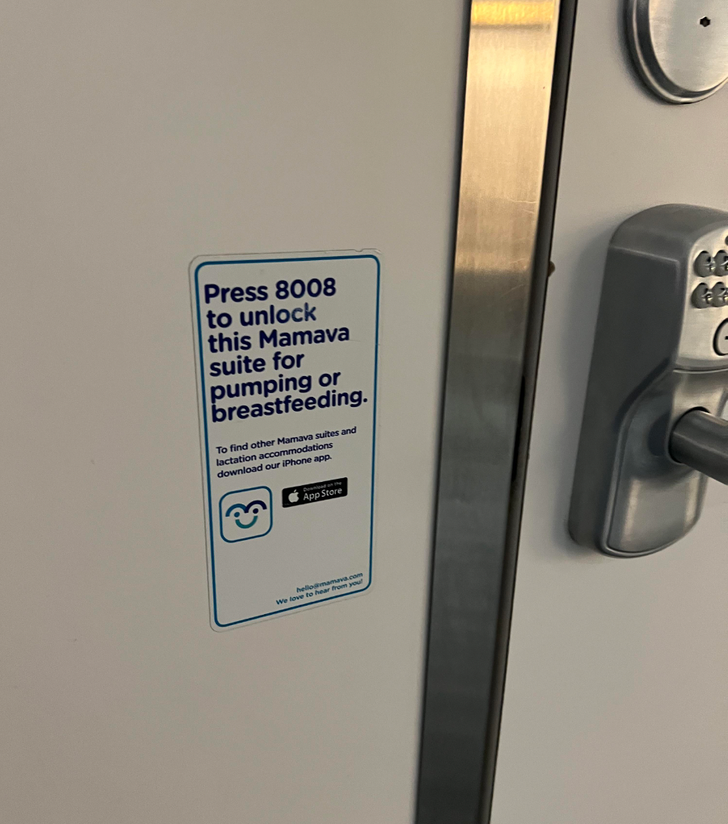 Press 8008
to unlock
this Mamava
suite for
pumping or
breastfeeding.
To find other Mamava suites and
lactation accommodations
download our iPhone app.
Download on the
App Store
hello@mamava.com
We love to hear from you!